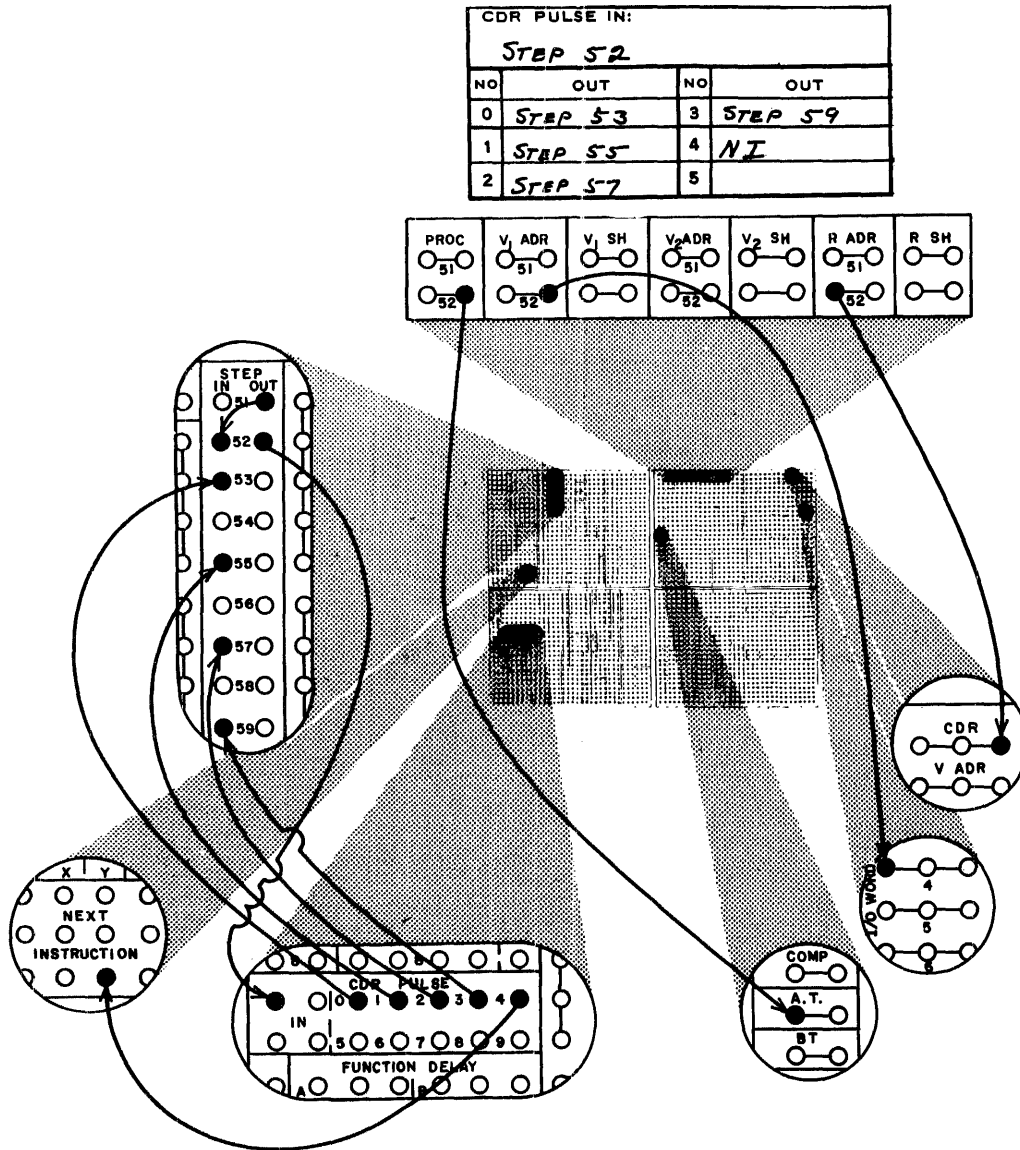 CDR PULSE IN:
STEP 52
NO OUT NO OUT
0 STEP 53 3 STEP 59
1 STEP 55 4 NI
2 STEP 57 5
PROC V1 ADR V1 SH V2 ADR V2 SH R ADR R SH
51 51 51 51
52 52 52 52
STEP
IN OUT
51
52
53
54
55
56
57
58
59
CDR
V ADR
I/O WORD
4
5
6
X Y
NEXT
INSTRUCTION
CDR PULSE
0 1 2 3 4
IN
5 6 7 8 9
FUNCTION DELAY
A B
COMP
A.T.
BT